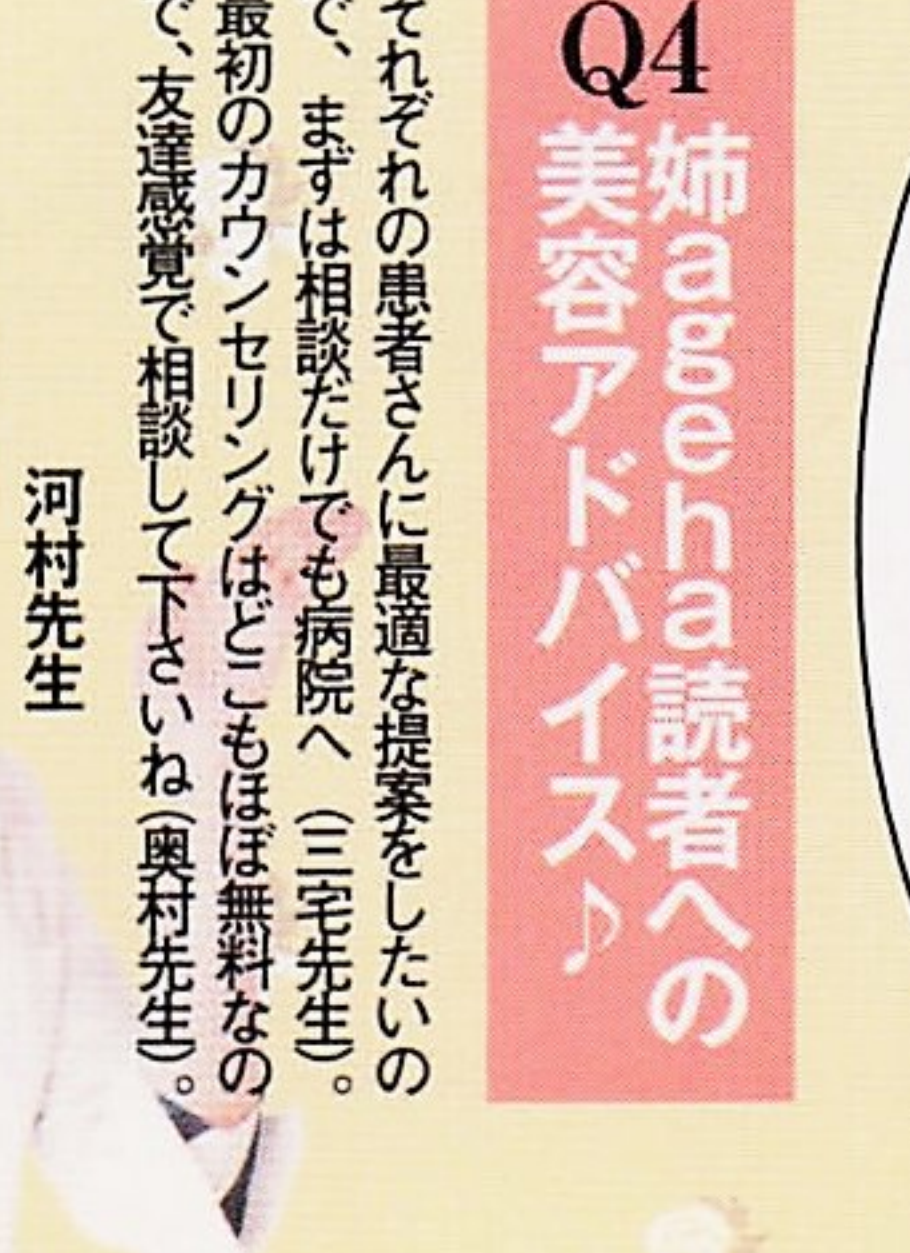 Q4
姉ageha読者への
美容アドバイス♪
それぞれの患者さんに最適な提案をしたいの
で、まずは相談だけでも病院へ（三宅先生）。
最初のカウンセリングはどこもほぼ無料なの
で、友達感覚で相談して下さいね（奥村先生）。
河村先生